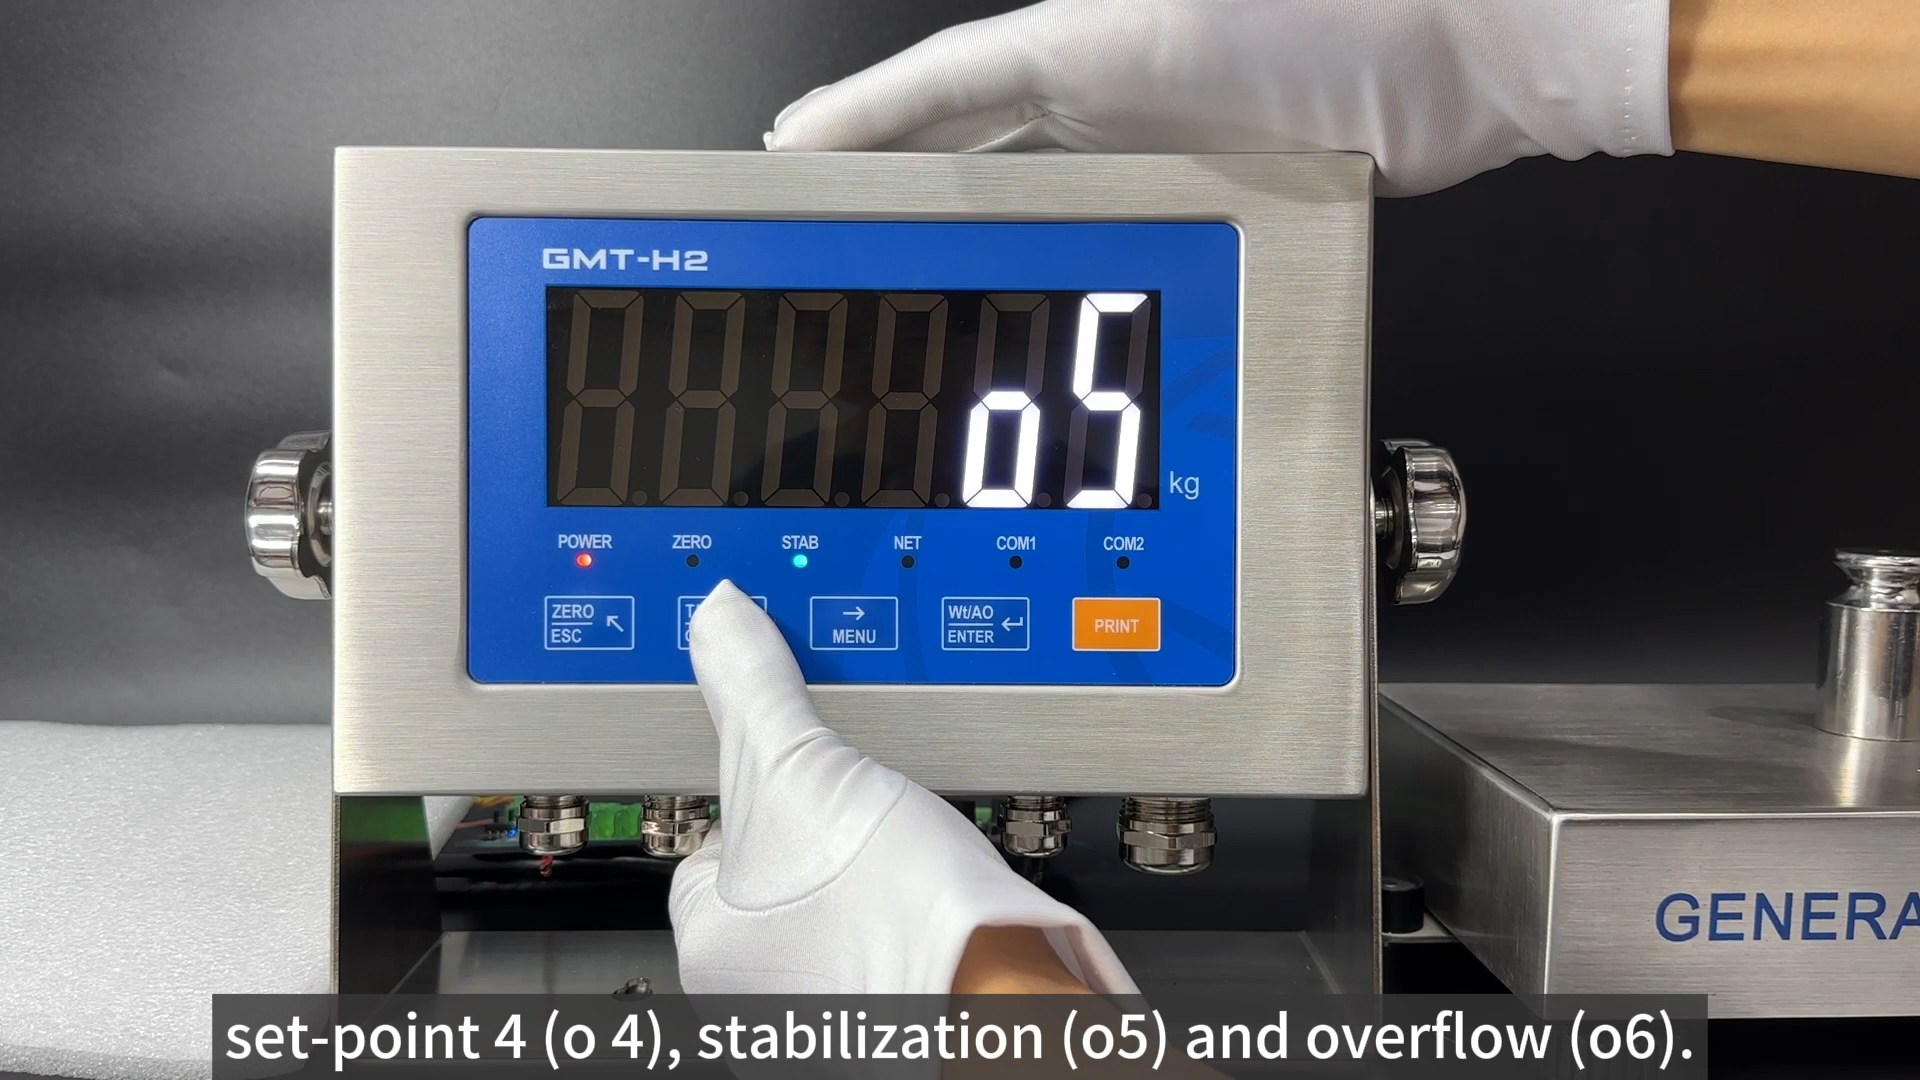 GMT-H2
o5
kg
POWER ZERO STAB NET COM1 COM2
ZERO
ESC
MENU
Wt/AO
ENTER
PRINT
GENERA
set-point 4 (o 4), stabilization (o5) and overflow (o6).